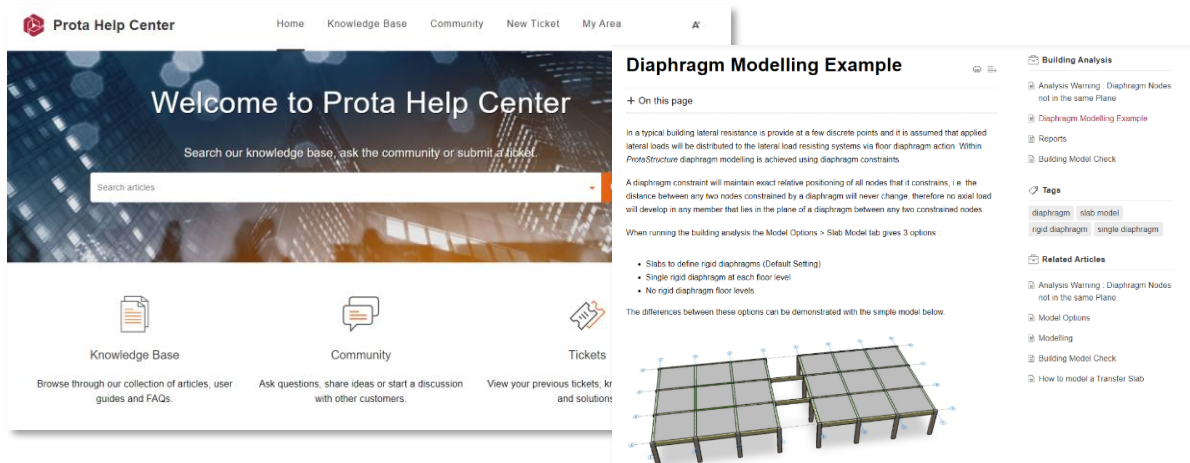 Prota Help Center
Home Knowledge Base Community New Ticket My Area
Welcome to Prota Help Center
Search our knowledge base, ask the community or submit a ticket.
Search articles
Knowledge Base
Browse through our collection of articles, user
guides and FAQs.
Community
Ask questions, share ideas or start a discussion
with other customers.
Tickets
View your previous tickets,
and solutions
Diaphragm Modelling Example
+ On this page
In a typical building lateral resistance is provide at a few discrete points and it is assumed that applied
lateral loads will be distributed to the lateral load resisting systems via floor diaphragm action. Within
ProtaStructure diaphragm modelling is achieved using diaphragm constraints.
A diaphragm constraint will maintain exact relative positioning of all nodes that it constrains, i.e. the
distance between any two nodes constrained by a diaphragm will never change, therefore no axial load
will develop in any member that lies in the plane of a diaphragm between any two constrained nodes.
When running the building analysis the Model Options > Slab Model tab gives 3 options :
• Slabs to define rigid diaphragms (Default Setting)
• Single rigid diaphragm at each floor level
• No rigid diaphragm floor levels.
The differences between these options can be demonstrated with the simple model below.
Building Analysis
Analysis Warning : Diaphragm Nodes
not in the same Plane
Diaphragm Modelling Example
Reports
Building Model Check
Tags
diaphragm slab model
rigid diaphragm single diaphragm
Related Articles
Analysis Warning : Diaphragm Nodes
not in the same Plane
Model Options
Modelling
Building Model Check
How to model a Transfer Slab